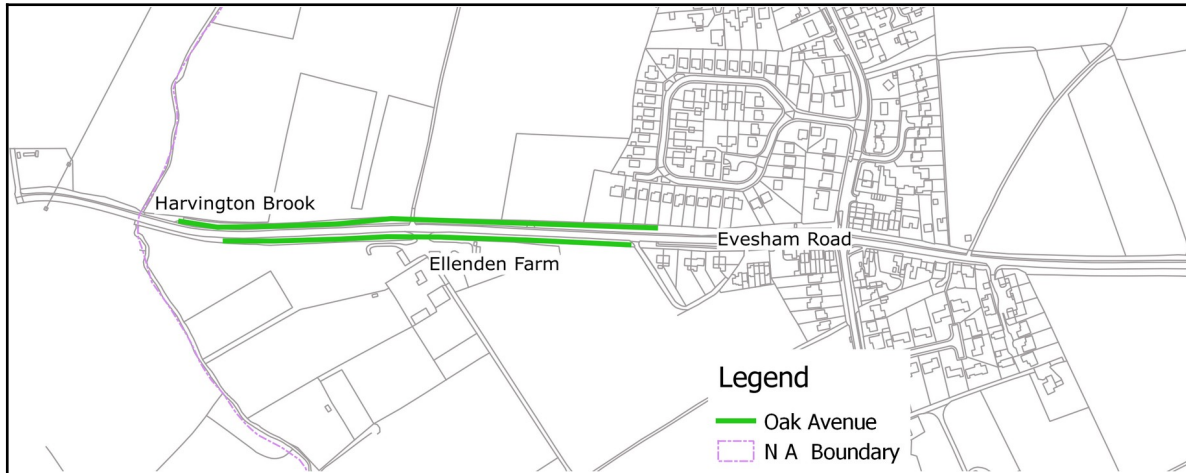 Harvington Brook
Evesham Road
Ellenden Farm
Legend
Oak Avenue
N A Boundary